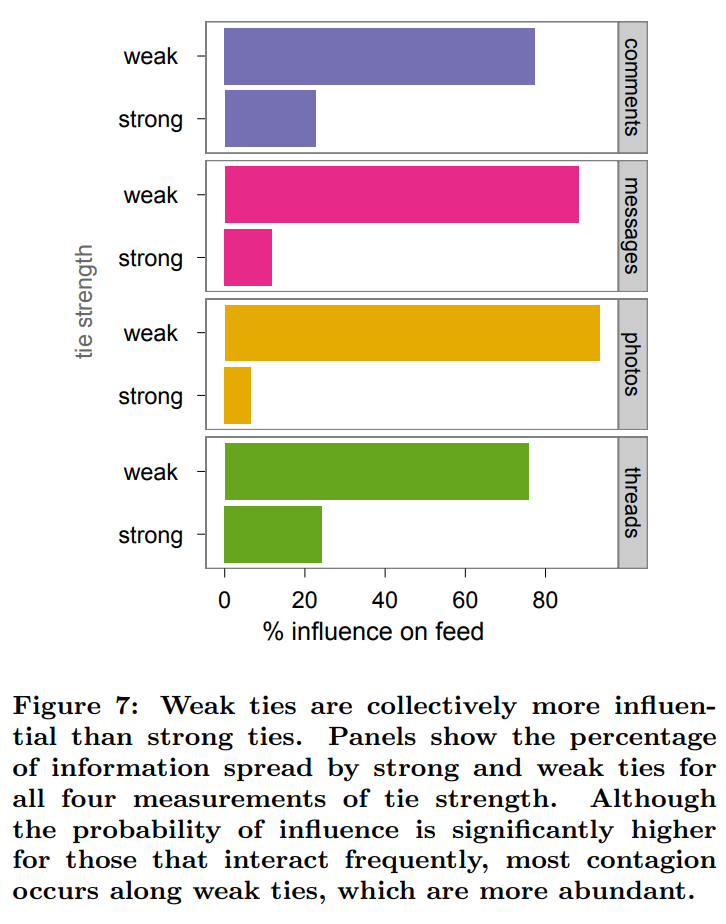 weak
strong
comments
weak
strong
messages
weak
strong
photos
weak
strong
threads
tie strength
0 20 40 60 80
% influence on feed
Figure 7: Weak ties are collectively more influen-
tial than strong ties. Panels show the percentage
of information spread by strong and weak ties for
all four measurements of tie strength. Although
the probability of influence is significantly higher
for those that interact frequently, most contagion
occurs along weak ties, which are more abundant.